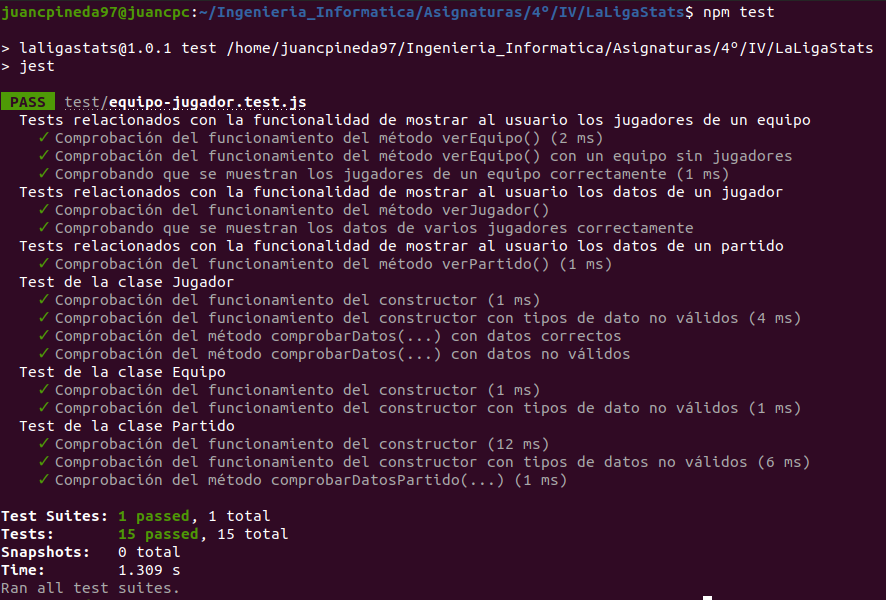 juancpineda97@juancpc:~/Ingenieria_Informatica/Asignaturas/4º/IV/LaLigaStats$ npm test
> laligastats@1.0.1 test /home/juancpineda97/Ingenieria_Informatica/Asignaturas/4º/IV/LaLigaStats
> jest
PASS test/equipo-jugador.test.js
Tests relacionados con la funcionalidad de mostrar al usuario los jugadores de un equipo
✓ Comprobación del funcionamiento del método verEquipo() (2 ms)
✓ Comprobación del funcionamiento del método verEquipo() con un equipo sin jugadores
✓ Comprobando que se muestran los jugadores de un equipo correctamente (1 ms)
Tests relacionados con la funcionalidad de mostrar al usuario los datos de un jugador
✓ Comprobación del funcionamiento del método verJugador()
✓ Comprobando que se muestran los datos de varios jugadores correctamente
Tests relacionados con la funcionalidad de mostrar al usuario los datos de un partido
✓ Comprobación del funcionamiento del método verPartido() (1 ms)
Test de la clase Jugador
✓ Comprobación del funcionamiento del constructor (1 ms)
✓ Comprobación del funcionamiento del constructor con tipos de dato no válidos (4 ms)
✓ Comprobación del método comprobarDatos(...) con datos correctos
✓ Comprobación del método comprobarDatos(...) con datos no válidos
Test de la clase Equipo
✓ Comprobación del funcionamiento del constructor (1 ms)
✓ Comprobación del funcionamiento del constructor con tipos de dato no válidos (1 ms)
Test de la clase Partido
✓ Comprobación del funcionamiento del constructor (12 ms)
✓ Comprobación del funcionamiento del constructor con tipos de datos no válidos (6 ms)
✓ Comprobación del método comprobarDatosPartido(...) (1 ms)
Test Suites: 1 passed, 1 total
Tests: 15 passed, 15 total
Snapshots: 0 total
Time: 1.309 s
Ran all test suites.